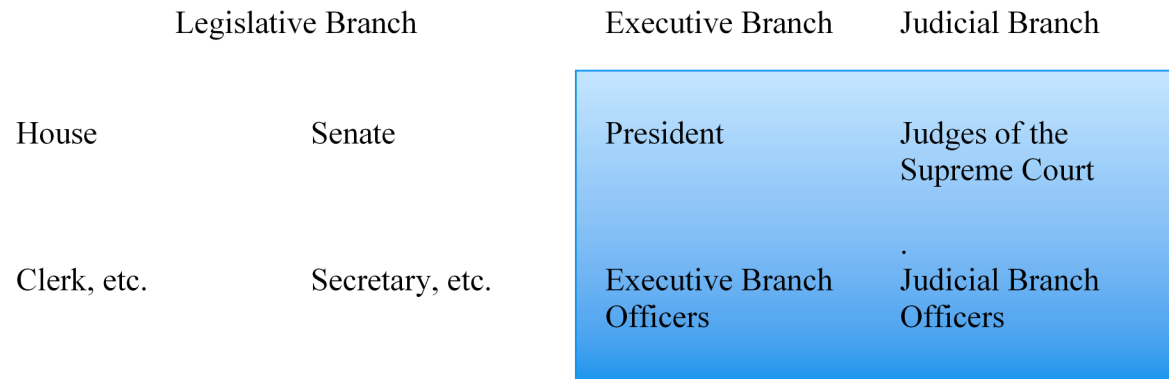 Legislative Branch Executive Branch Judicial Branch
House Senate President Judges of the
Supreme Court
.
Clerk, etc. Secretary, etc. Executive Branch Judicial Branch
Officers Officers